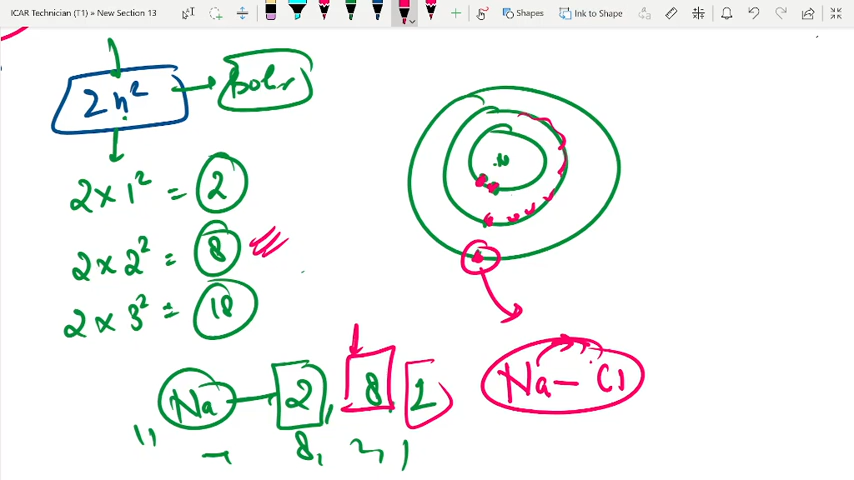 ICAR Technician (T1) » New Section 13
Shapes
Ink to Shape
2n²
Bohr
2×1² = 2
2×2² = 8
2×3² = 18
.N
Na — 2, 8, 1
Na – Cl
11
8, 2, 1